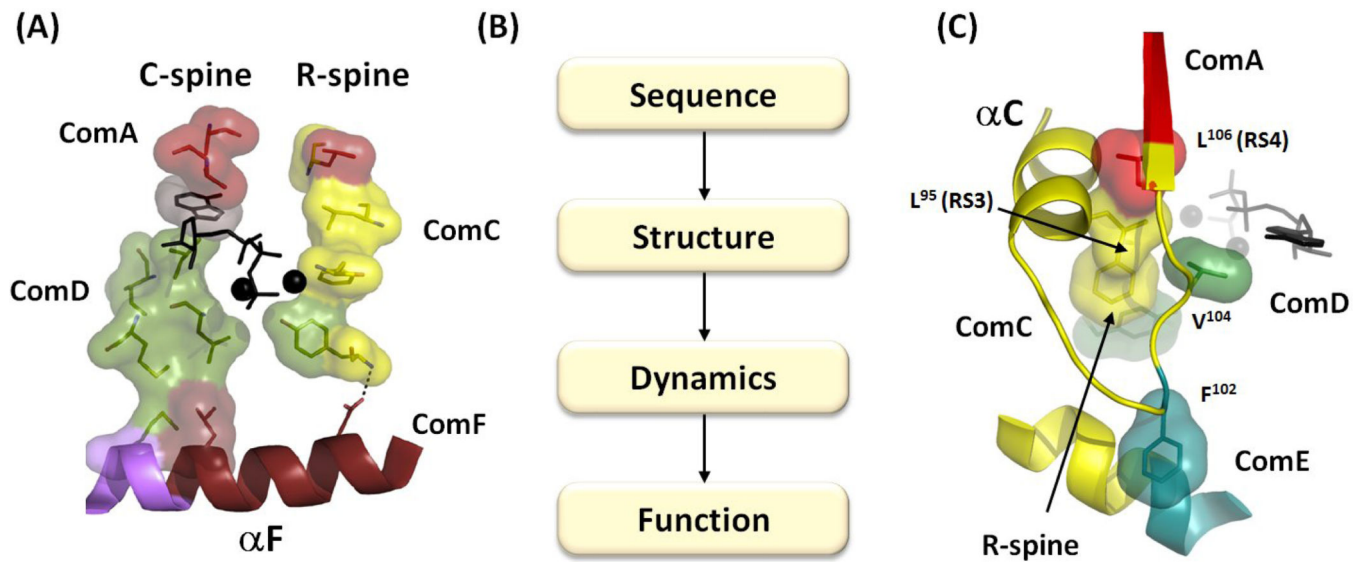 (A)
C-spine R-spine
ComA
ComC
ComD
ComF
αF
(B)
Sequence
Structure
Dynamics
Function
(C)
ComA
αC
L106 (RS4)
L95 (RS3)
ComD
ComC
V104
F102
ComE
R-spine